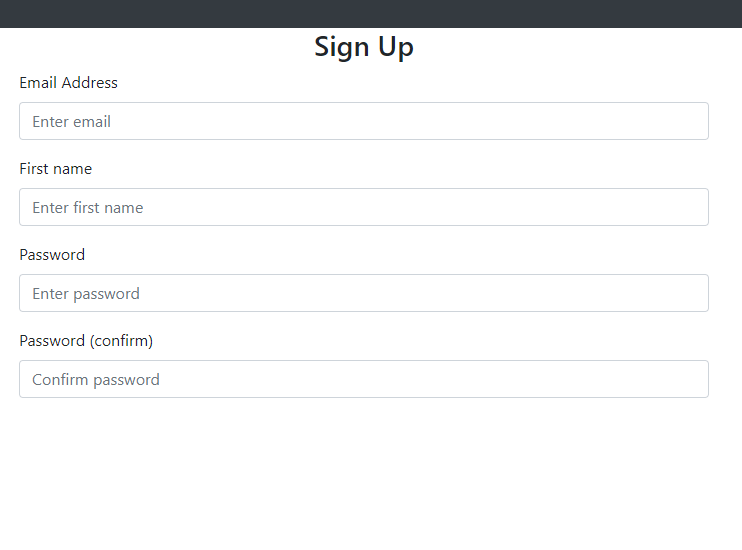 Sign Up
Email Address
Enter email
First name
Enter first name
Password
Enter password
Password (confirm)
Confirm password